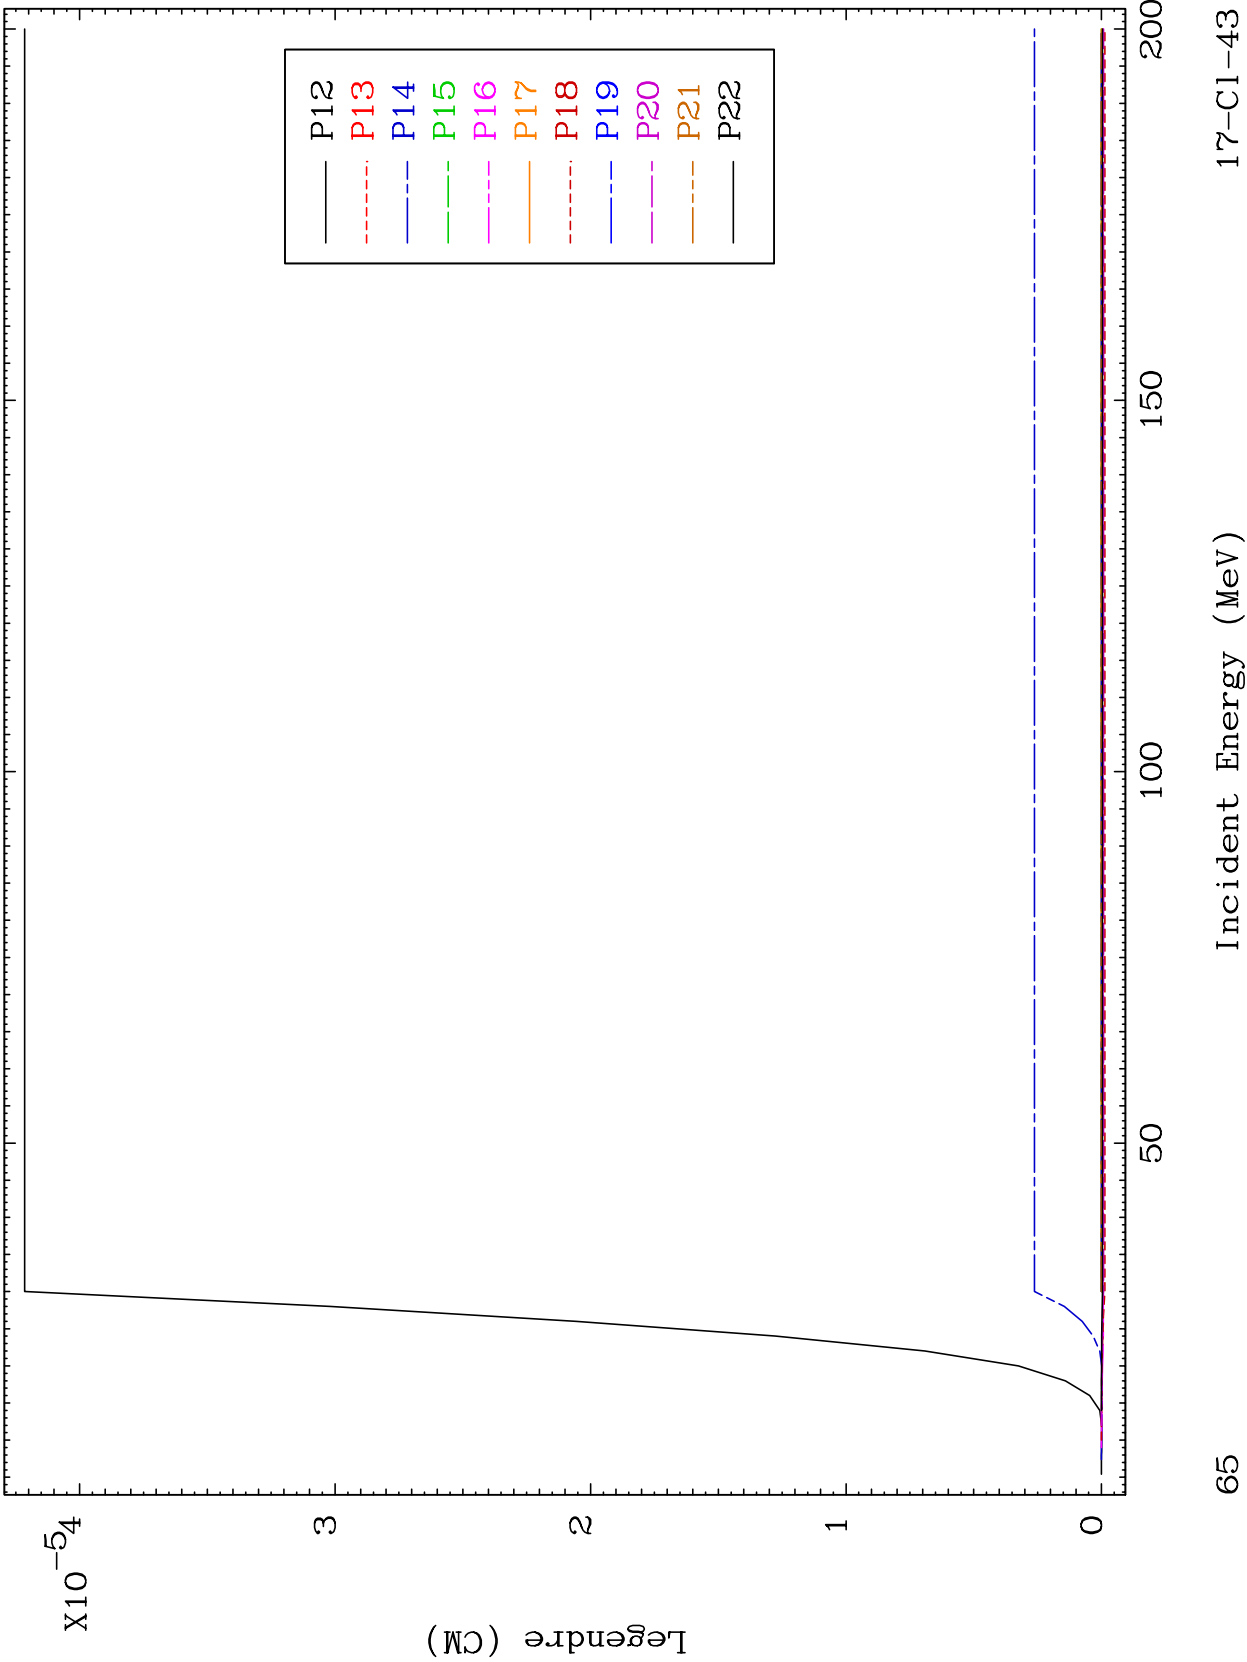 X10-5
4
3
2
1
0
Legendre (CM)
P12
P13
P14
P15
P16
P17
P18
P19
P20
P21
P22
50
100
150
200
Incident Energy (MeV)
65
17-Cl-43